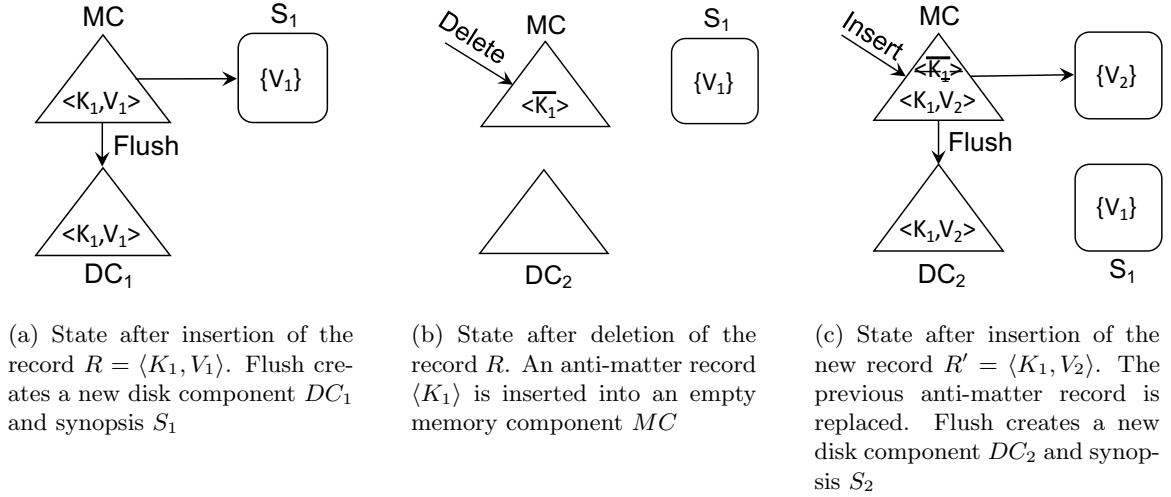 MC
S₁
<K₁,V₁>
{V₁}
Flush
<K₁,V₁>
DC₁
(a) State after insertion of the
record R = ⟨K₁, V₁⟩. Flush cre-
ates a new disk component DC₁
and synopsis S₁
Delete
MC
S₁
<K̅₁>
{V₁}
DC₂
(b) State after deletion of the
record R. An anti-matter record
⟨K₁⟩ is inserted into an empty
memory component MC
Insert
MC
<K̅₁>
<K₁,V₂>
{V₂}
Flush
<K₁,V₂>
{V₁}
DC₂
S₁
(c) State after insertion of the
new record R′ = ⟨K₁, V₂⟩. The
previous anti-matter record is
replaced. Flush creates a new
disk component DC₂ and synop-
sis S₂